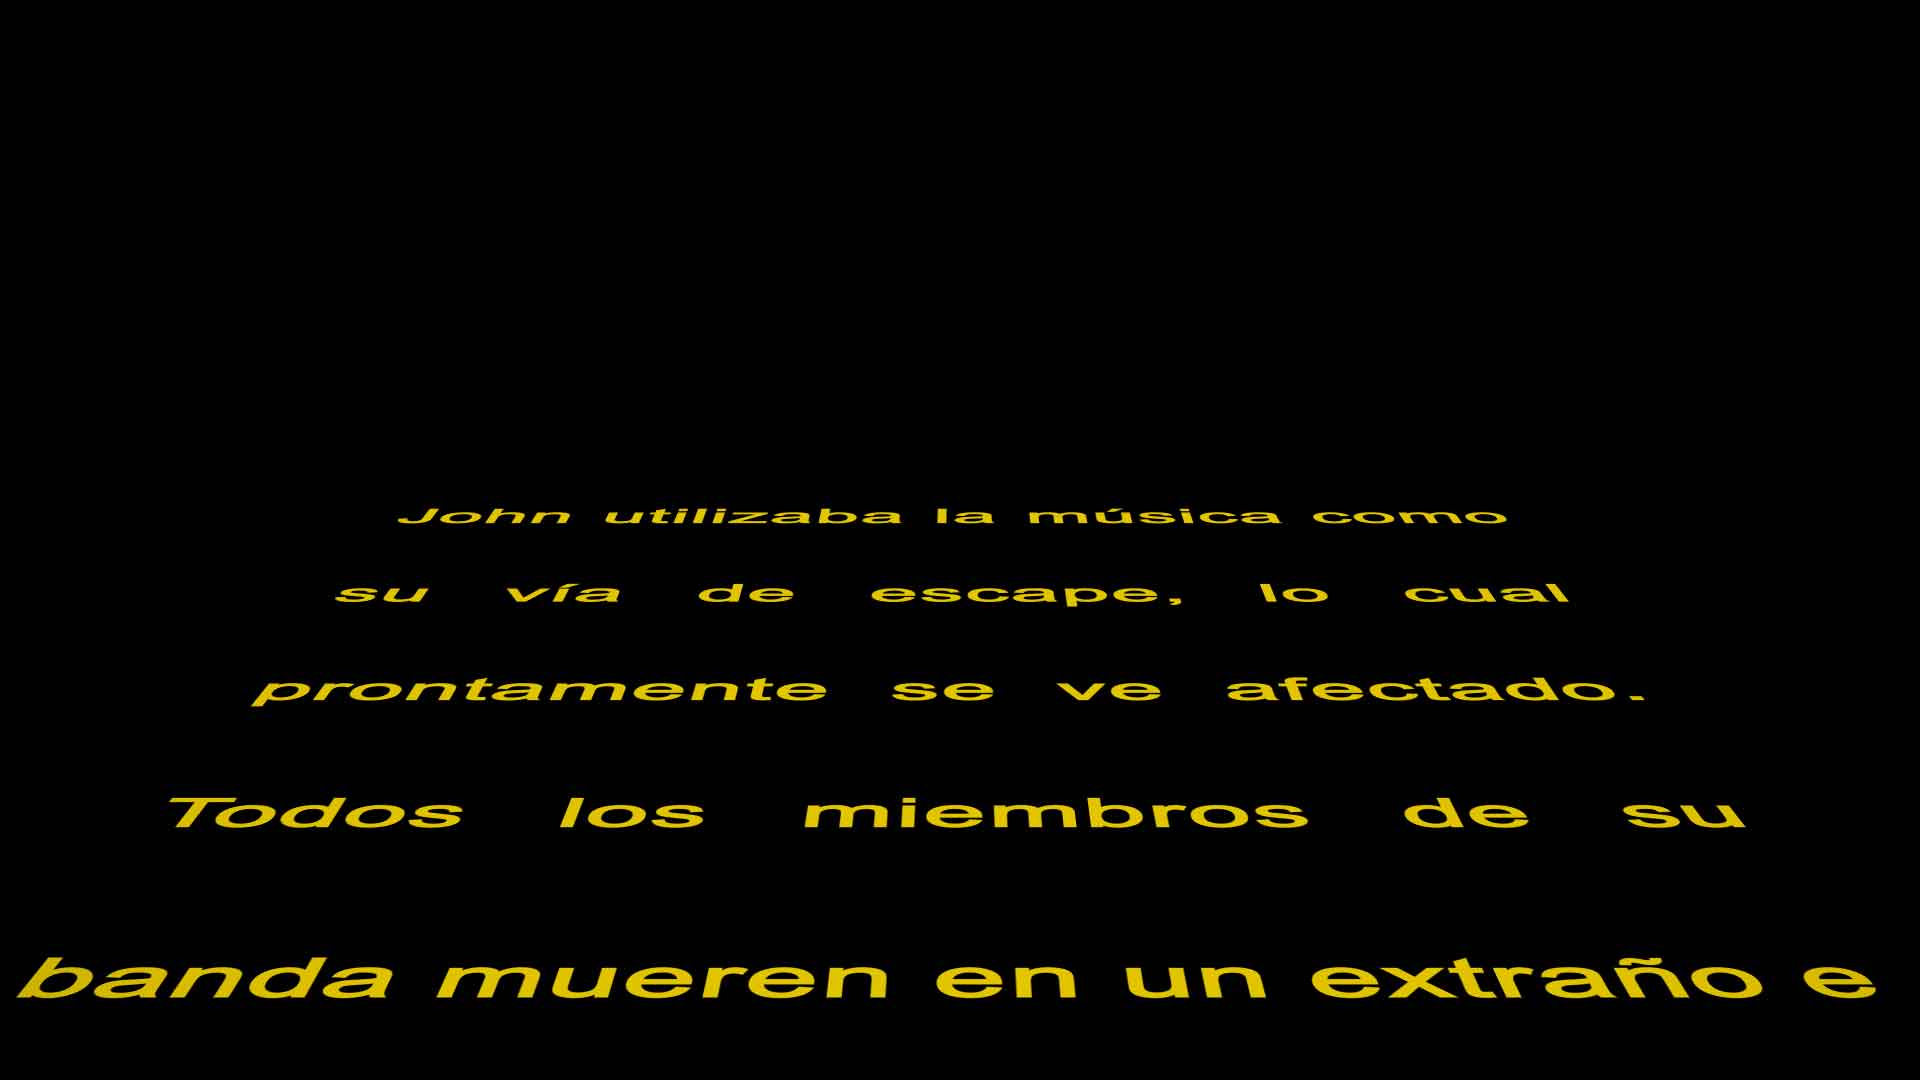 John utilizaba la música como
su vía de escape, lo cual
prontamente se ve afectado.
Todos los miembros de su
banda mueren en un extraño e